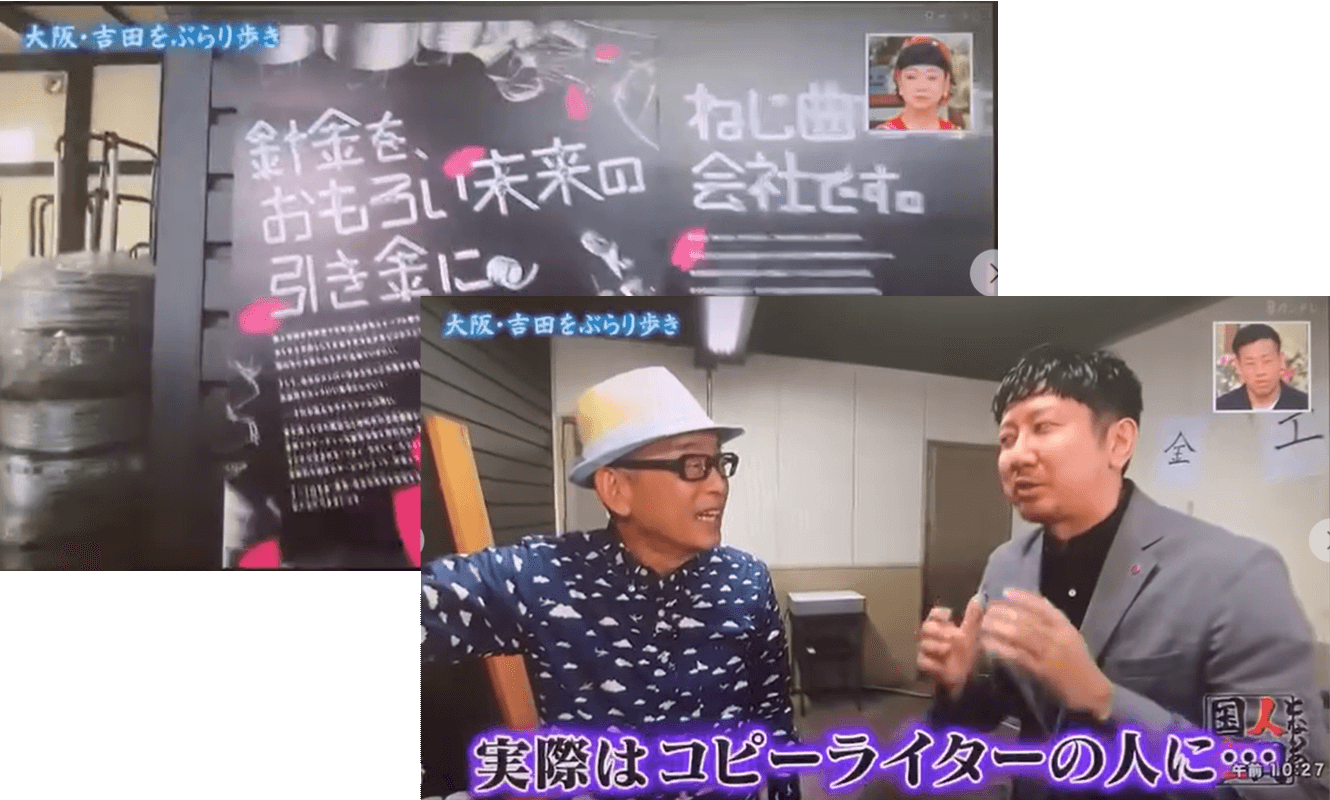 大阪・吉田をぶらり歩き
針金を、
おもろい未来の
引き金に。
ねじ曲
会社です。
大阪・吉田をぶらり歩き
金
工
実際はコピーライターの人に…
午前 10:27